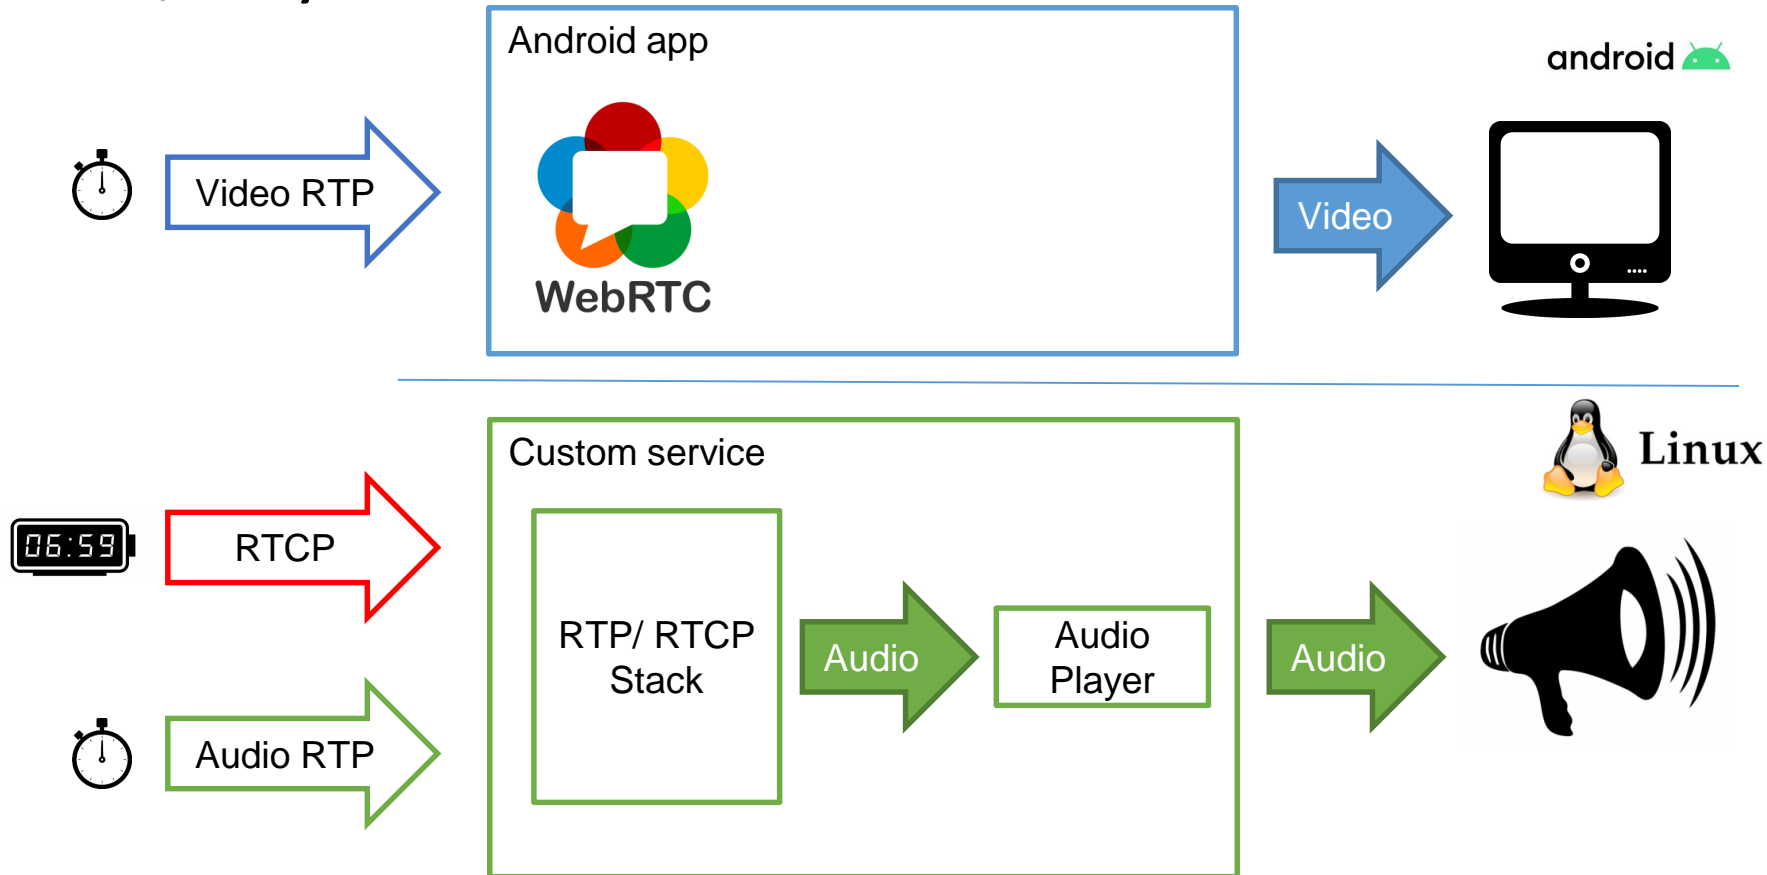 Android app
android
Video RTP
WebRTC
Video
Linux
Custom service
06:59
RTCP
RTP/ RTCP
Stack
Audio
Audio
Player
Audio
Audio RTP